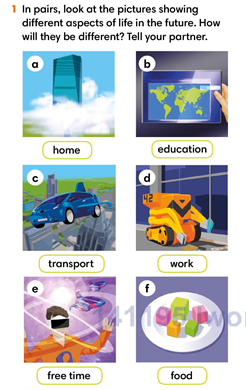 1 In pairs, look at the pictures showing
different aspects of life in the future. How
will they be different? Tell your partner.
a
b
home
education
c
d
42
transport
work
e
f
free time
food